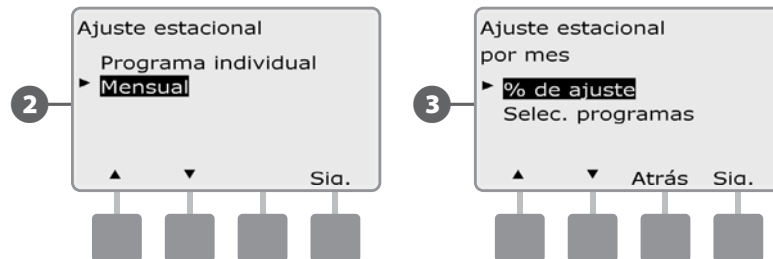 Ajuste estacional
Programa individual
► Mensual
2
▲ ▼ Sig.
Ajuste estacional
por mes
► % de ajuste
3
Selec. programas
▲ ▼ Atrás Sig.